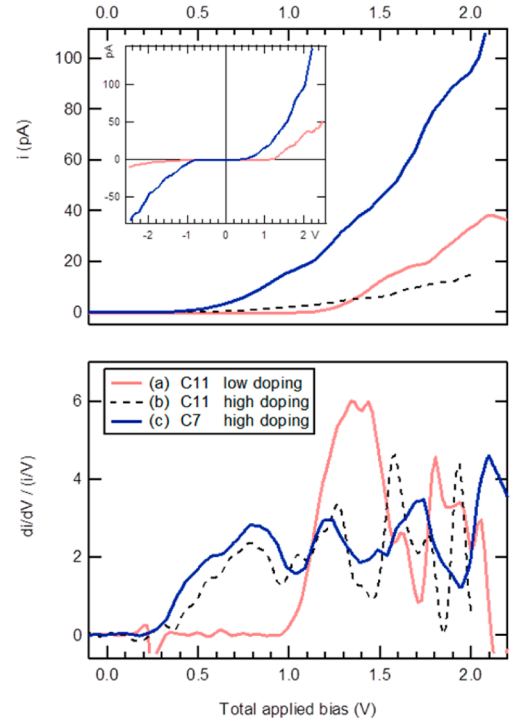 0.0 0.5 1.0 1.5 2.0
100
80
60
40
20
0
i (pA)
pA
100
50
0
-50
-2 -1 0 1 2 V
(a) C11 low doping
(b) C11 high doping
(c) C7 high doping
6
4
2
0
di/dV / (i/V)
0.0 0.5 1.0 1.5 2.0
Total applied bias (V)